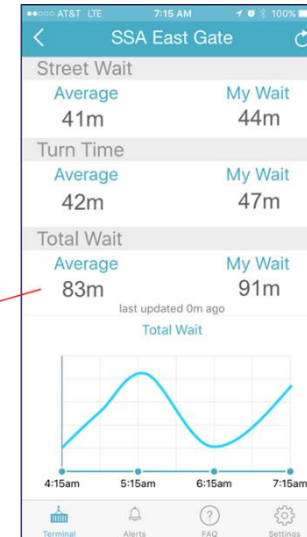 AT&T LTE 7:15 AM 100%
SSA East Gate
Street Wait
Average My Wait
41m 44m
Turn Time
Average My Wait
42m 47m
Total Wait
Average My Wait
83m 91m
last updated 0m ago
Total Wait
4:15am 5:15am 6:15am 7:15am
Terminal Alerts FAQ Settings